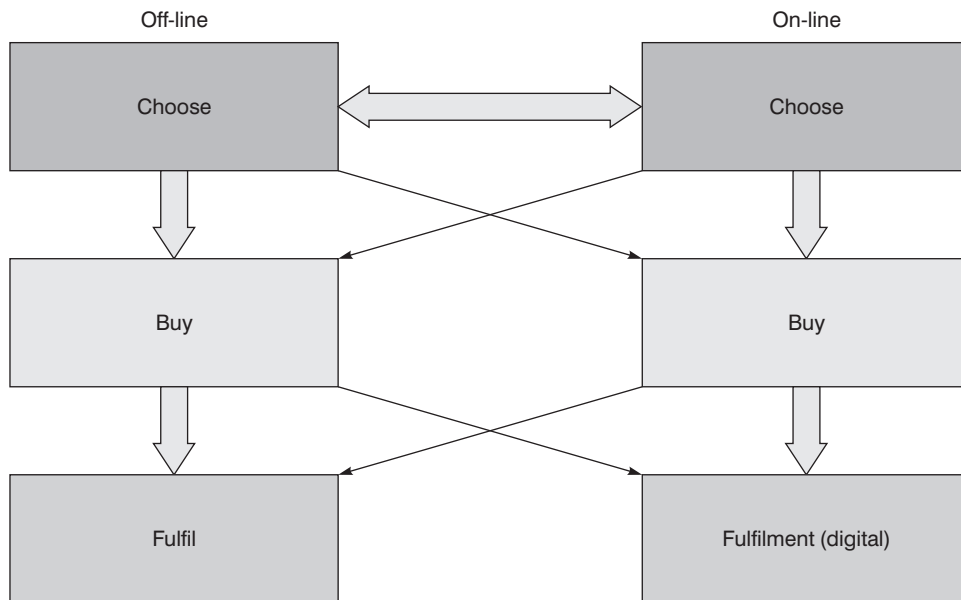 Off-line
On-line
Choose
Choose
Buy
Buy
Fulfil
Fulfilment (digital)